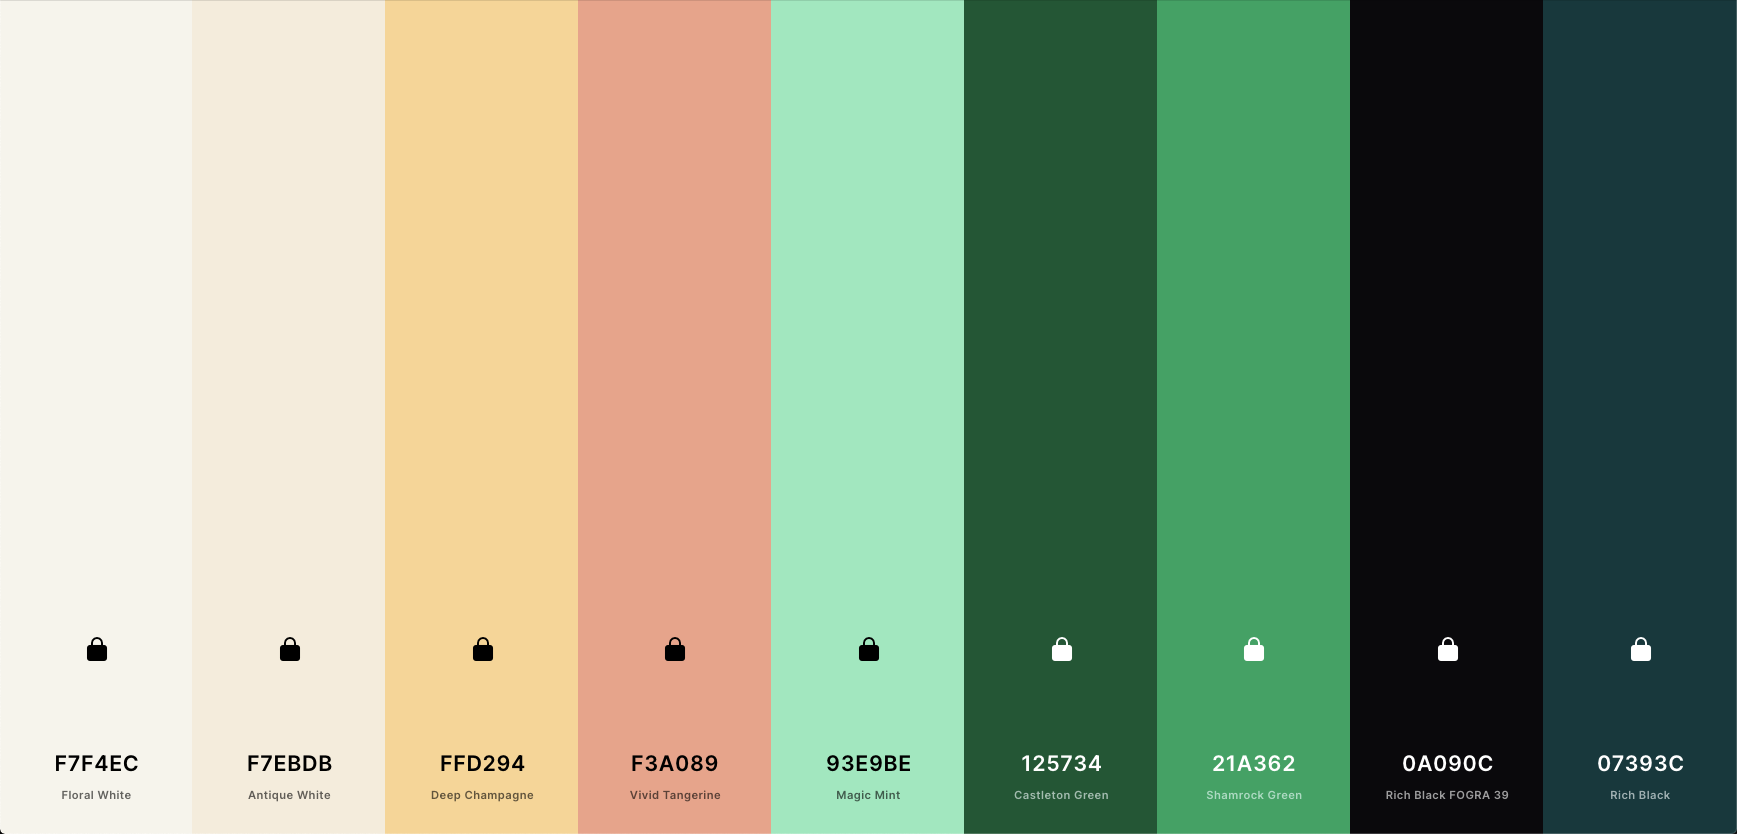 F7F4EC
Floral White
F7EBDB
Antique White
FFD294
Deep Champagne
F3A089
Vivid Tangerine
93E9BE
Magic Mint
125734
Castleton Green
21A362
Shamrock Green
0A090C
Rich Black FOGRA 39
07393C
Rich Black